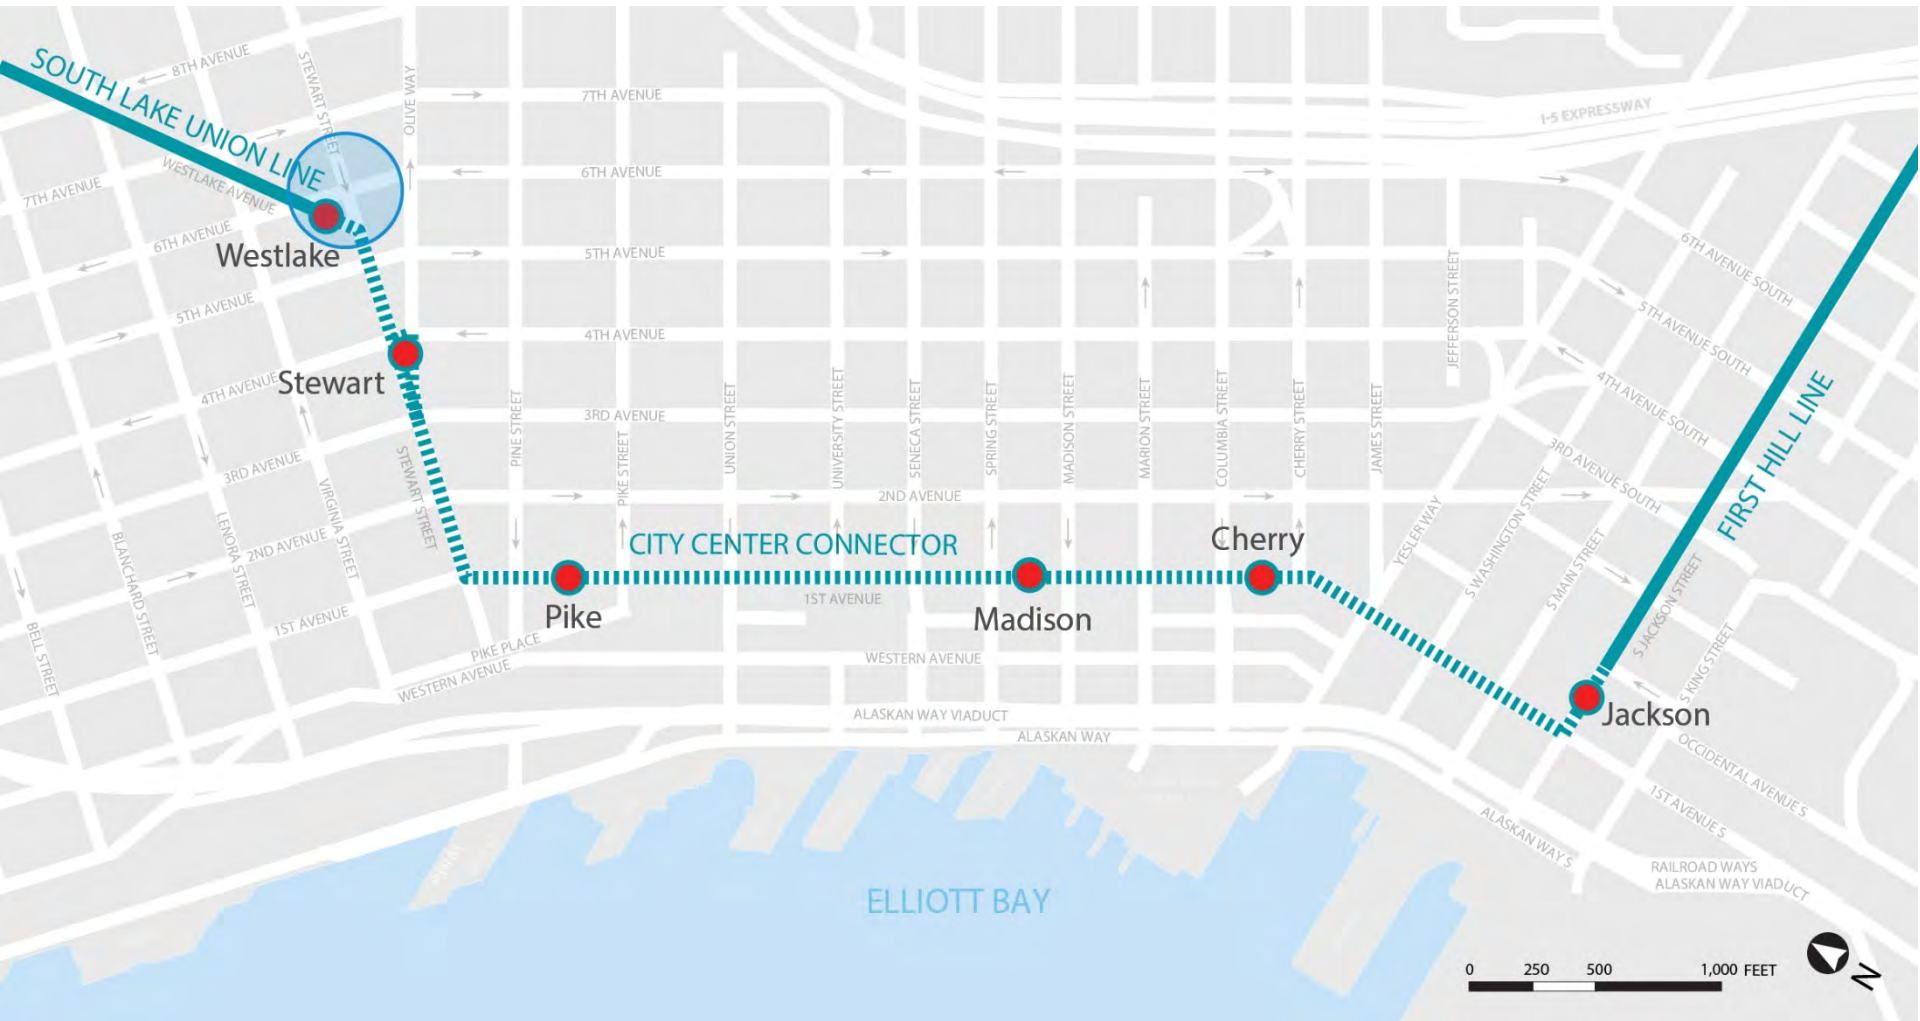 SOUTH LAKE UNION LINE
8TH AVENUE
STEWART STREET
OLIVE WAY
7TH AVENUE
I-5 EXPRESSWAY
WESTLAKE AVENUE
7TH AVENUE
6TH AVENUE
6TH AVENUE
Westlake
5TH AVENUE
6TH AVENUE SOUTH
5TH AVENUE
4TH AVENUE
JEFFERSON STREET
5TH AVENUE SOUTH
Stewart
4TH AVENUE
3RD AVENUE
4TH AVENUE SOUTH
FIRST HILL LINE
PINE STREET
PIKE STREET
UNION STREET
UNIVERSITY STREET
SENECA STREET
SPRING STREET
MADISON STREET
MARION STREET
COLUMBIA STREET
CHERRY STREET
JAMES STREET
3RD AVENUE
STEWART STREET
3RD AVENUE SOUTH
2ND AVENUE
VIRGINIA STREET
LENORA STREET
BLANCHARD STREET
BELL STREET
2ND AVENUE
YESLER WAY
S WASHINGTON STREET
S MAIN STREET
S JACKSON STREET
S KING STREET
CITY CENTER CONNECTOR
Cherry
1ST AVENUE
Pike
Madison
1ST AVENUE
PIKE PLACE
WESTERN AVENUE
WESTERN AVENUE
ALASKAN WAY VIADUCT
ALASKAN WAY
Jackson
OCCIDENTAL AVENUE S
1ST AVENUE S
ALASKAN WAY S
RAILROAD WAYS
ALASKAN WAY VIADUCT
ELLIOTT BAY
0 250 500 1,000 FEET
N